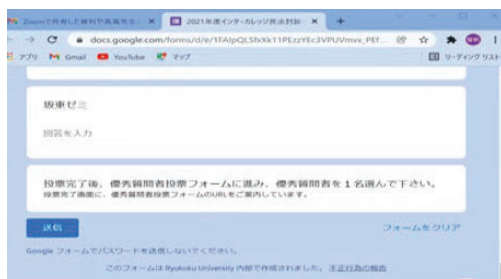 Zoomで共有した資料や
2021年度インターカレッジ民法討論
docs.google.com/forms/d/e/1FAIpQLSfxXk11PEzzYEc3VPUVmvx_PEf...
アプリ
Gmail
YouTube
マップ
リーディング リスト
坂東ゼミ
回答を入力
投票完了後、優秀質問者投票フォームに進み、優秀質問者を１名選んで下さい。
投票完了画面に、優秀質問者投票フォームのURLをご案内しています。
送信
フォームをクリア
Google フォームでパスワードを送信しないでください。
このフォームは Ryukoku University 内部で作成されました。 不正行為の報告